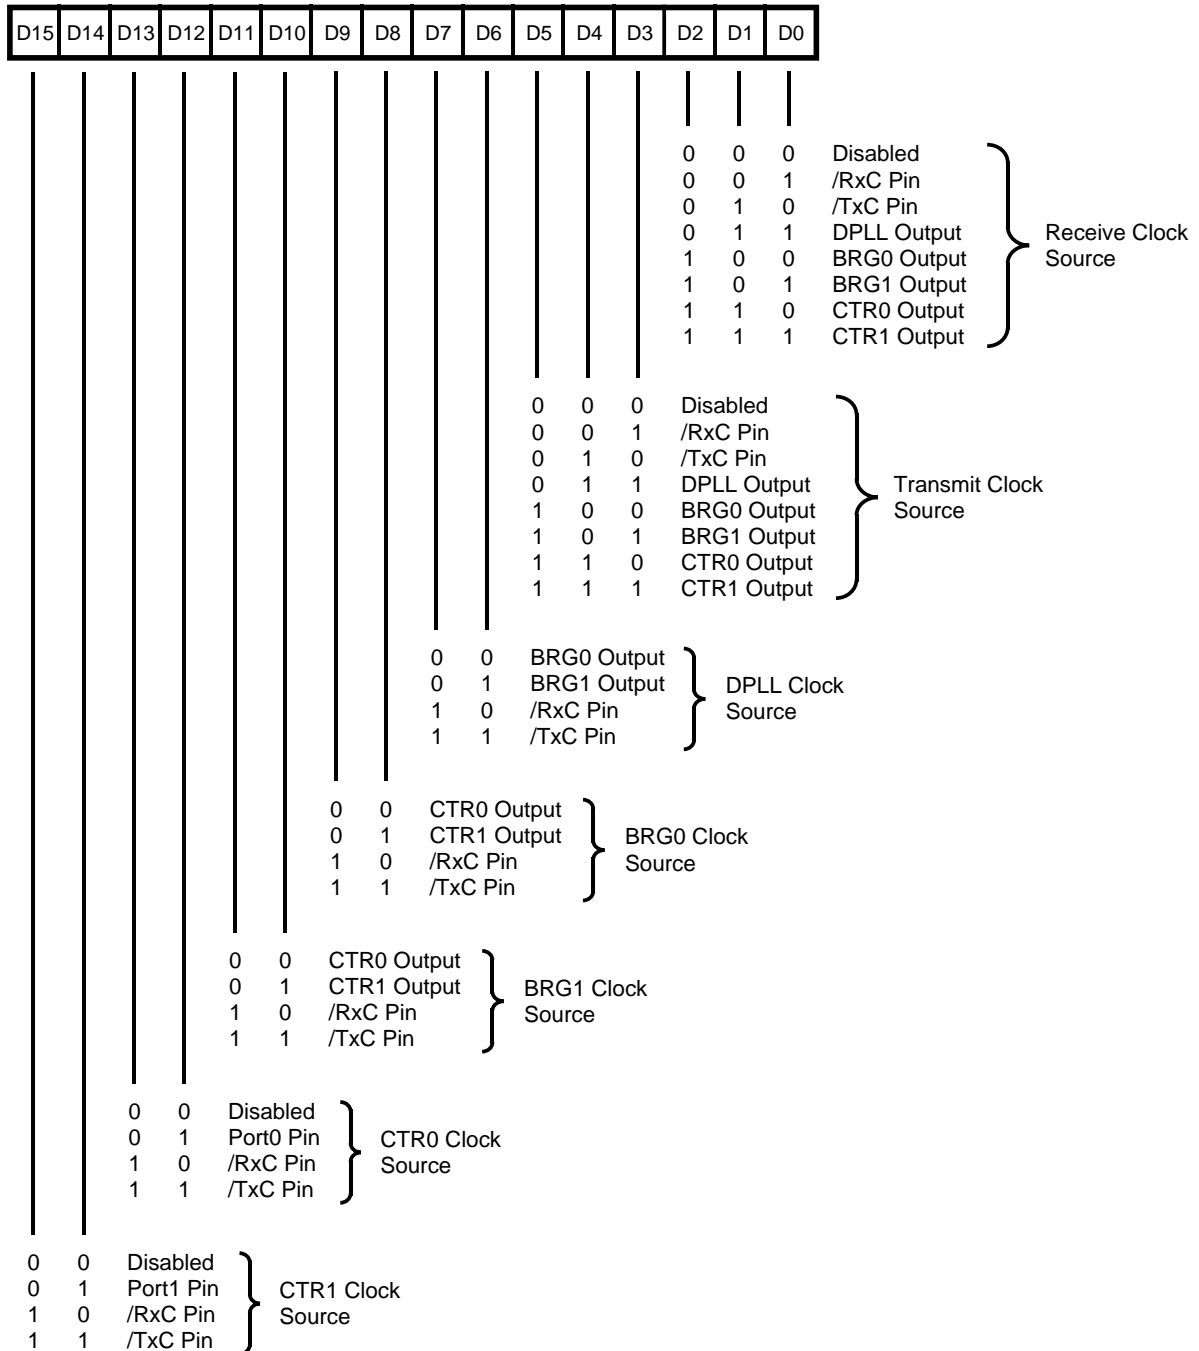 D15 D14 D13 D12 D11 D10 D9 D8 D7 D6 D5 D4 D3 D2 D1 D0
0 0 0 Disabled
0 0 1 /RxC Pin
0 1 0 /TxC Pin
0 1 1 DPLL Output
1 0 0 BRG0 Output
1 0 1 BRG1 Output
1 1 0 CTR0 Output
1 1 1 CTR1 Output
Receive Clock
Source
0 0 0 Disabled
0 0 1 /RxC Pin
0 1 0 /TxC Pin
0 1 1 DPLL Output
1 0 0 BRG0 Output
1 0 1 BRG1 Output
1 1 0 CTR0 Output
1 1 1 CTR1 Output
Transmit Clock
Source
0 0 BRG0 Output
0 1 BRG1 Output
1 0 /RxC Pin
1 1 /TxC Pin
DPLL Clock
Source
0 0 CTR0 Output
0 1 CTR1 Output
1 0 /RxC Pin
1 1 /TxC Pin
BRG0 Clock
Source
0 0 CTR0 Output
0 1 CTR1 Output
1 0 /RxC Pin
1 1 /TxC Pin
BRG1 Clock
Source
0 0 Disabled
0 1 Port0 Pin
1 0 /RxC Pin
1 1 /TxC Pin
CTR0 Clock
Source
0 0 Disabled
0 1 Port1 Pin
1 0 /RxC Pin
1 1 /TxC Pin
CTR1 Clock
Source